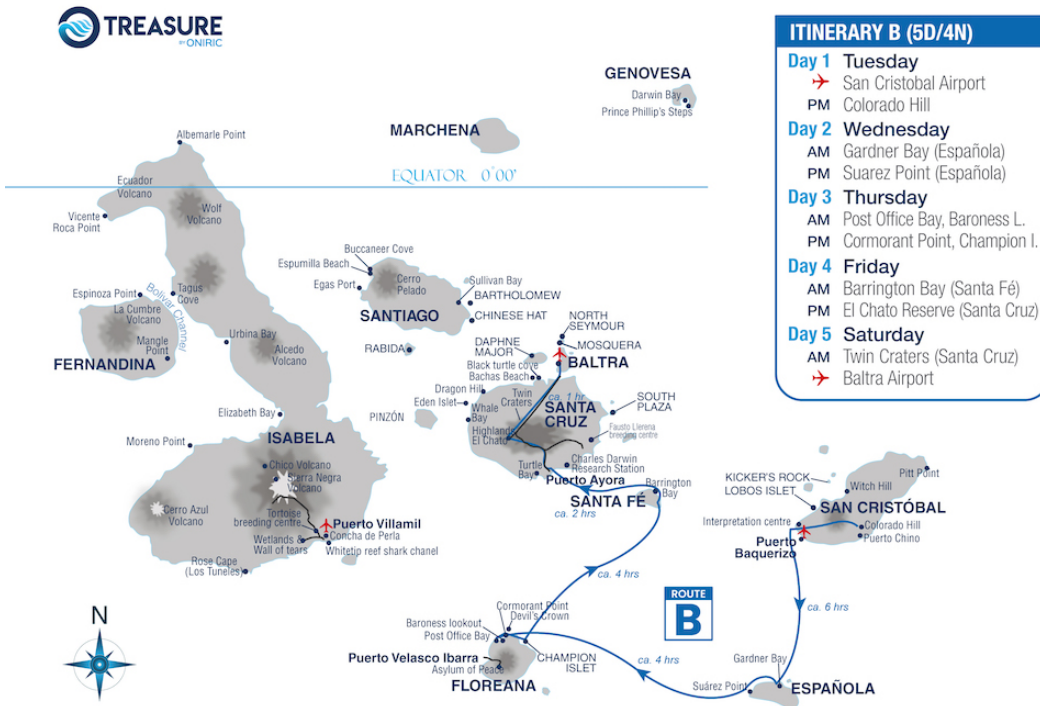 TREASURE
BY ONIRIC
ITINERARY B (5D/4N)
Day 1 Tuesday
San Cristobal Airport
PM Colorado Hill
Day 2 Wednesday
AM Gardner Bay (Española)
PM Suarez Point (Española)
Day 3 Thursday
AM Post Office Bay, Baroness L.
PM Cormorant Point, Champion I.
Day 4 Friday
AM Barrington Bay (Santa Fé)
PM El Chato Reserve (Santa Cruz)
Day 5 Saturday
AM Twin Craters (Santa Cruz)
Baltra Airport
GENOVESA
Darwin Bay
Prince Phillip's Steps
MARCHENA
Albemarle Point
EQUATOR 0°00'
Ecuador
Volcano
Wolf
Volcano
Vicente
Roca Point
Buccaneer Cove
Espumilla Beach
Egas Port
Cerro
Pelado
Sullivan Bay
BARTHOLOMEW
SANTIAGO
CHINESE HAT
Espinoza Point
Bolivar Channel
Tagus
Cove
La Cumbre
Volcano
Mangle
Point
FERNANDINA
Urbina Bay
Alcedo
Volcano
RABIDA
NORTH
SEYMOUR
MOSQUERA
DAPHNE
MAJOR
BALTRA
Black turtle cove
Bachas Beach
Dragon Hill
Eden Islet
Whale
Bay
Twin
Craters
ca. 1 hr
SANTA
CRUZ
SOUTH
PLAZA
Highlands
El Chato
Fausto Llerena
breeding centre
PINZÓN
Elizabeth Bay
ISABELA
Moreno Point
Chico Volcano
Sierra Negra
Volcano
Cerro Azul
Volcano
Tortoise
breeding centre
Puerto Villamil
Concha de Perla
Wetlands &
Wall of tears
Whitetip reef shark chanel
Rose Cape
(Los Tuneles)
Turtle
Bay
Charles Darwin
Research Station
Puerto Ayora
Barrington
Bay
SANTA FÉ
ca. 2 hrs
KICKER'S ROCK
LOBOS ISLET
Pitt Point
Witch Hill
SAN CRISTÓBAL
Interpretation centre
Colorado Hill
Puerto Chino
Puerto
Baquerizo
ca. 4 hrs
ROUTE
B
ca. 6 hrs
N
Cormorant Point
Devil's Crown
Baroness lookout
Post Office Bay
Puerto Velasco Ibarra
Asylum of Peace
CHAMPION
ISLET
FLOREANA
ca. 4 hrs
Gardner Bay
Suárez Point
ESPAÑOLA